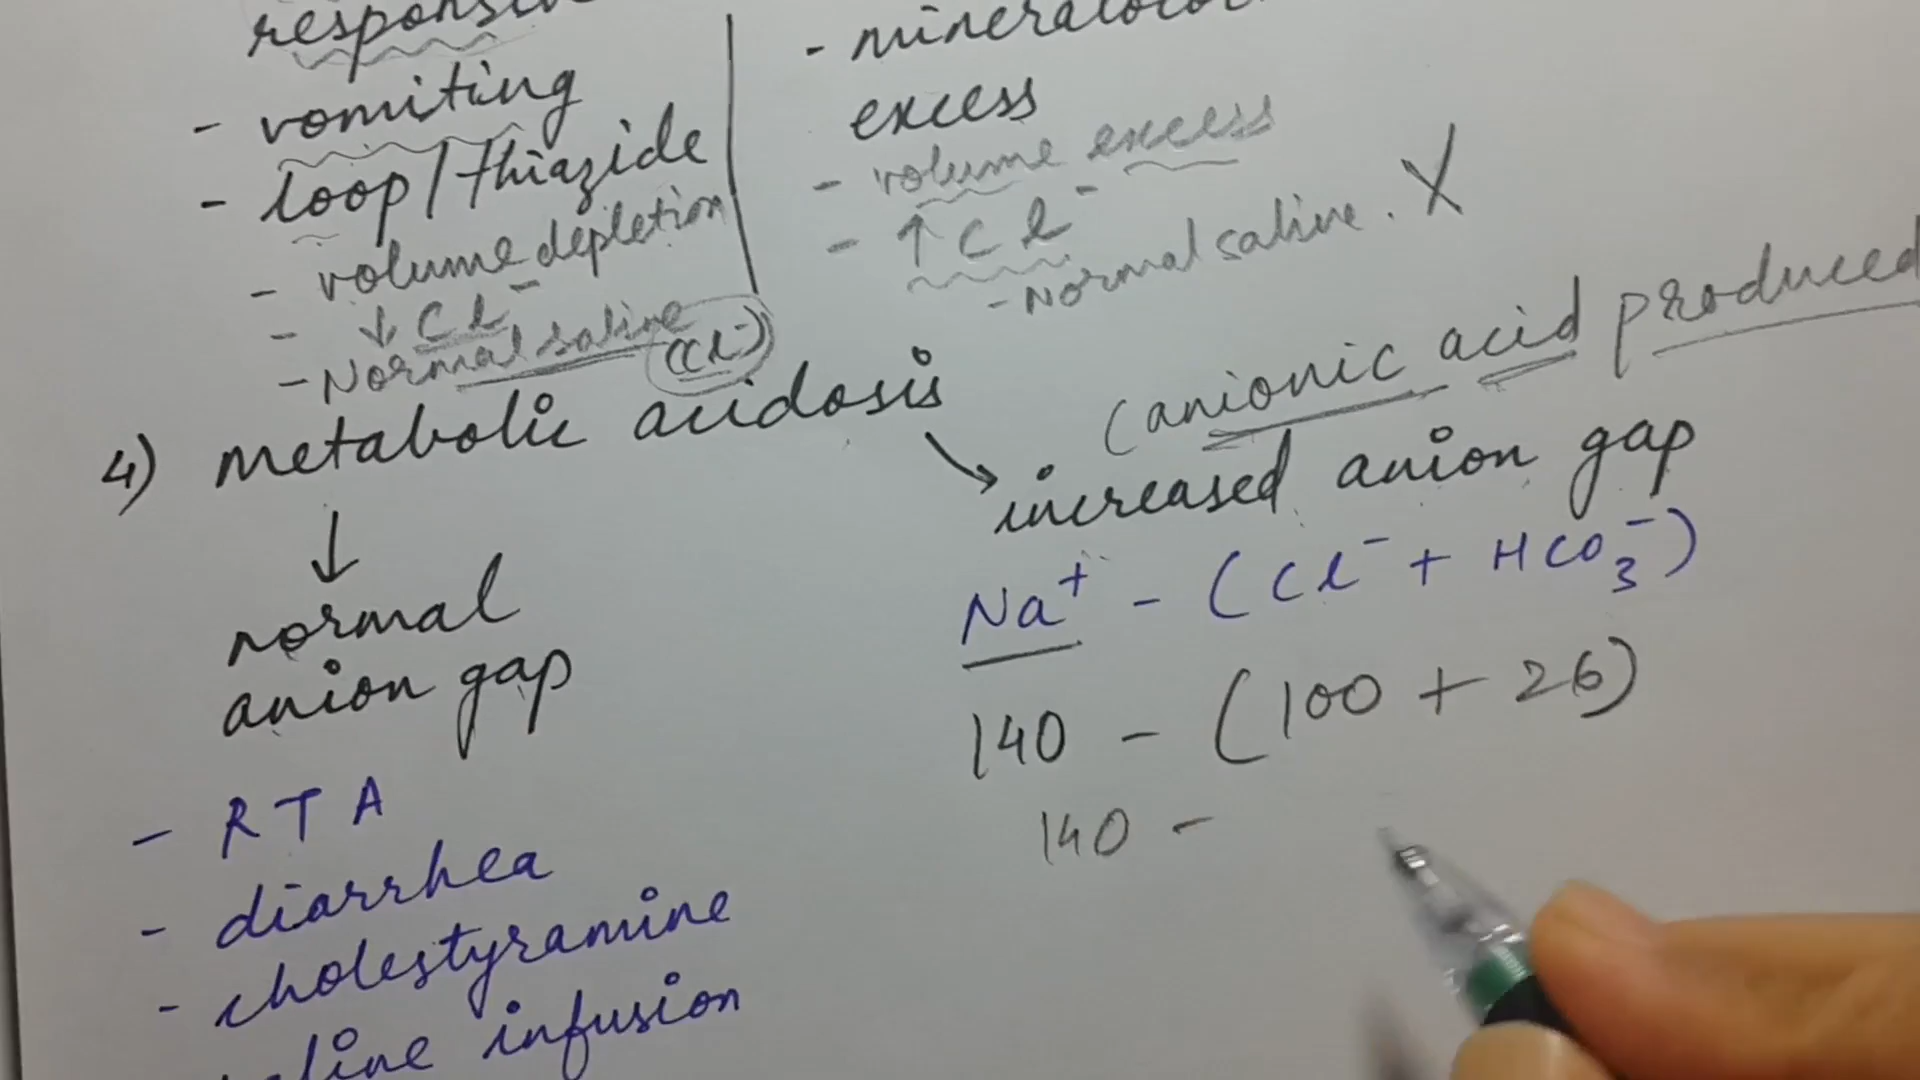 - vomiting
- loop/thiazide
- volume depletion
- ↓ Cl⁻
- Normal saline
(Cl⁻)
excess
- volume excess
- ↑ Cl⁻
- Normal saline. X
4) metabolic acidosis
↓
normal
anion gap
- RTA
- diarrhea
- cholestyramine
infusion
(anionic acid produced
→ increased anion gap
Na⁺ - (Cl⁻ + HCO₃⁻)
140 - (100 + 26)
140 -